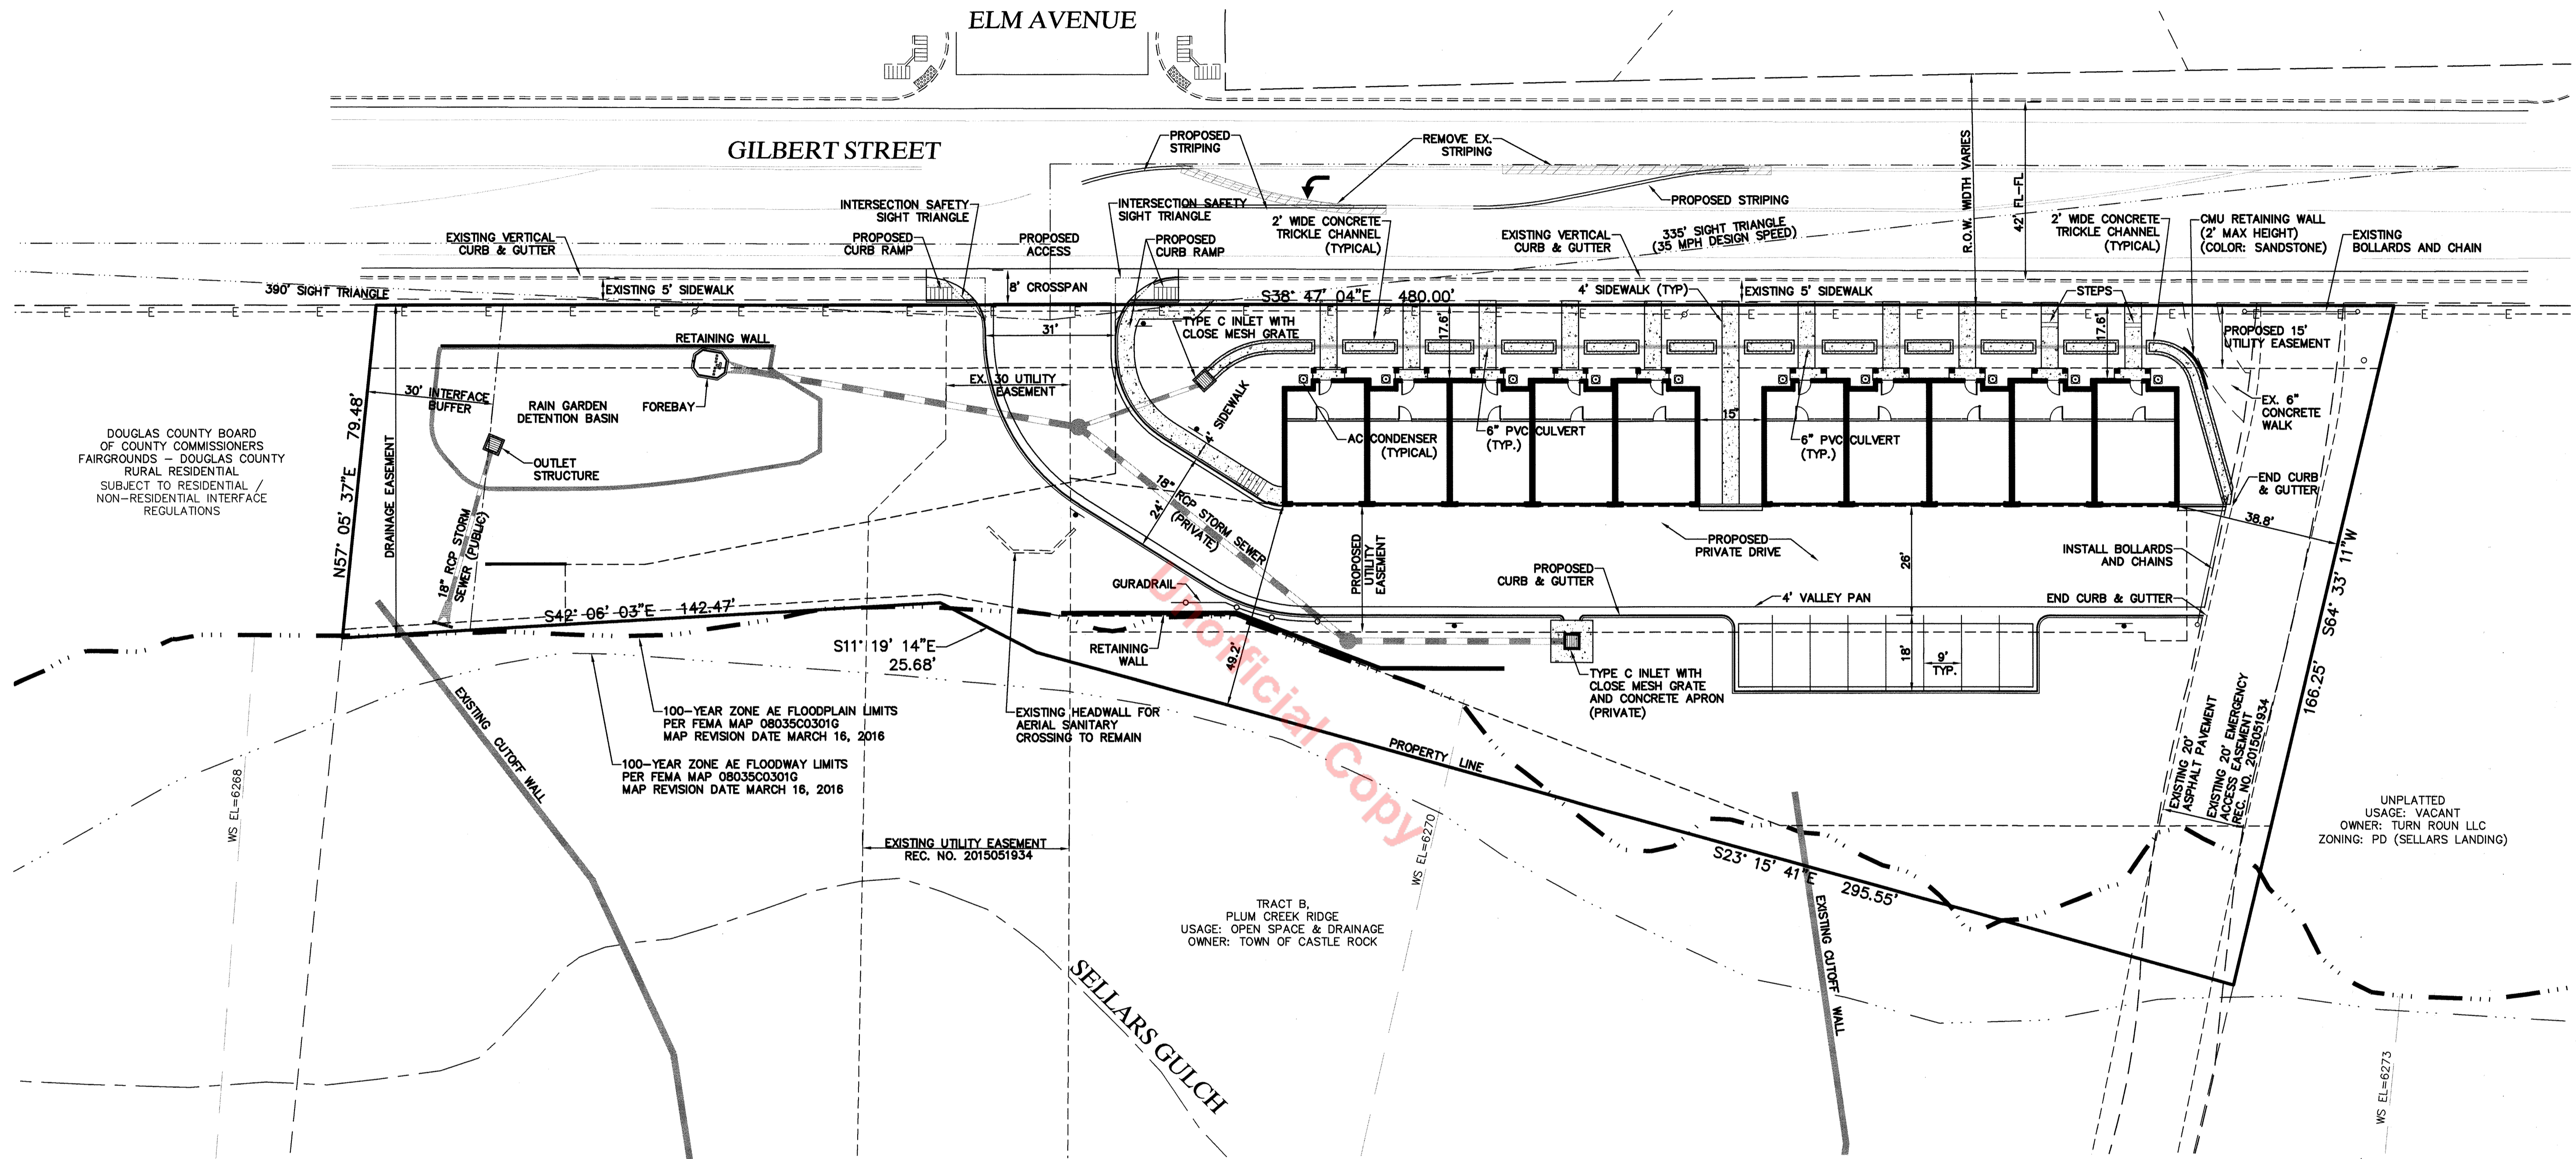 ELM AVENUE
GILBERT STREET
PROPOSED
STRIPING
REMOVE EX.
STRIPING
PROPOSED STRIPING
R.O.W. WIDTH VARIES
42' FL-FL
INTERSECTION SAFETY
SIGHT TRIANGLE
INTERSECTION SAFETY
SIGHT TRIANGLE
2' WIDE CONCRETE
TRICKLE CHANNEL
(TYPICAL)
335' SIGHT TRIANGLE
(35 MPH DESIGN SPEED)
2' WIDE CONCRETE
TRICKLE CHANNEL
(TYPICAL)
CMU RETAINING WALL
(2' MAX HEIGHT)
(COLOR: SANDSTONE)
EXISTING
BOLLARDS AND CHAIN
EXISTING VERTICAL
CURB & GUTTER
PROPOSED
CURB RAMP
PROPOSED
ACCESS
PROPOSED
CURB RAMP
EXISTING VERTICAL
CURB & GUTTER
390' SIGHT TRIANGLE
EXISTING 5' SIDEWALK
8' CROSSPAN
S38° 47' 04"E 480.00'
4' SIDEWALK (TYP)
EXISTING 5' SIDEWALK
STEPS
TYPE C INLET WITH
CLOSE MESH GRATE
31'
17.6'
17.6'
PROPOSED 15'
UTILITY EASEMENT
RETAINING WALL
30' INTERFACE
BUFFER
RAIN GARDEN
DETENTION BASIN
FOREBAY
EX. 30 UTILITY
EASEMENT
4' SIDEWALK
EX. 6"
CONCRETE
WALK
AC CONDENSER
(TYPICAL)
6" PVC CULVERT
(TYP.)
15'
6" PVC CULVERT
(TYP.)
DOUGLAS COUNTY BOARD
OF COUNTY COMMISSIONERS
FAIRGROUNDS - DOUGLAS COUNTY
RURAL RESIDENTIAL
SUBJECT TO RESIDENTIAL /
NON-RESIDENTIAL INTERFACE
REGULATIONS
N57° 05' 37"E 79.48'
DRAINAGE EASEMENT
OUTLET
STRUCTURE
18" RCP STORM
SEWER (PUBLIC)
24'
18" RCP STORM SEWER
(PRIVATE)
END CURB
& GUTTER
38.8'
PROPOSED
UTILITY
EASEMENT
PROPOSED
PRIVATE DRIVE
26'
INSTALL BOLLARDS
AND CHAINS
PROPOSED
CURB & GUTTER
GURADRAIL
4' VALLEY PAN
END CURB & GUTTER
S64° 33' 11"W
166.25'
S42° 06' 03"E 142.47'
S11° 19' 14"E
25.68'
RETAINING
WALL
49.2'
18'
9'
TYP.
TYPE C INLET WITH
CLOSE MESH GRATE
AND CONCRETE APRON
(PRIVATE)
EXISTING HEADWALL FOR
AERIAL SANITARY
CROSSING TO REMAIN
100-YEAR ZONE AE FLOODPLAIN LIMITS
PER FEMA MAP 08035C0301G
MAP REVISION DATE MARCH 16, 2016
100-YEAR ZONE AE FLOODWAY LIMITS
PER FEMA MAP 08035C0301G
MAP REVISION DATE MARCH 16, 2016
EXISTING CUTOFF WALL
WS EL=6268
PROPERTY LINE
EXISTING 20'
ASPHALT PAVEMENT
EXISTING 20' EMERGENCY
ACCESS EASEMENT
REC. NO. 2015051934
UNPLATTED
USAGE: VACANT
OWNER: TURN ROUN LLC
ZONING: PD (SELLARS LANDING)
EXISTING UTILITY EASEMENT
REC. NO. 2015051934
WS EL=6270
S23° 15' 41"E 295.55'
TRACT B,
PLUM CREEK RIDGE
USAGE: OPEN SPACE & DRAINAGE
OWNER: TOWN OF CASTLE ROCK
EXISTING CUTOFF WALL
SELLARS GULCH
WS EL=6273
Unofficial Copy
E E E E E E E E E E